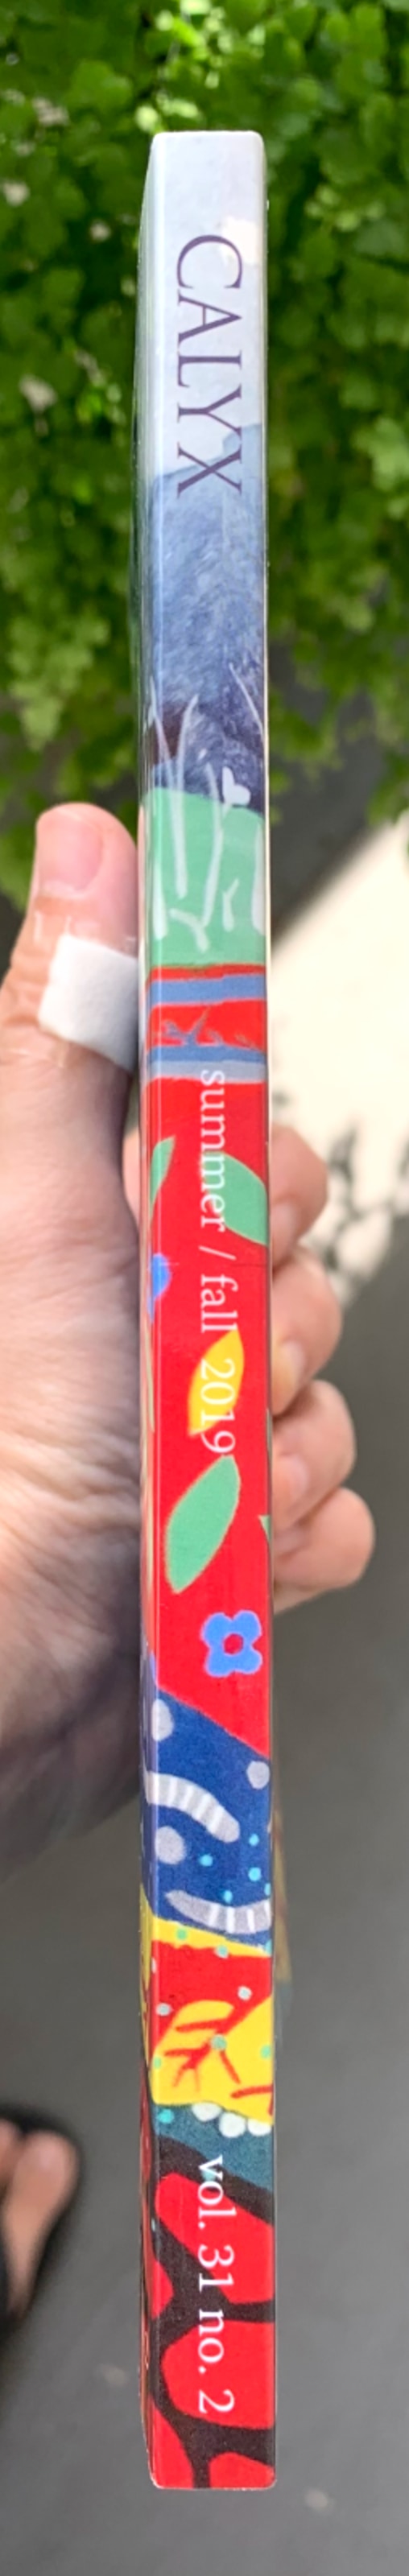 CALYX
summer / fall 2019
vol. 31 no. 2